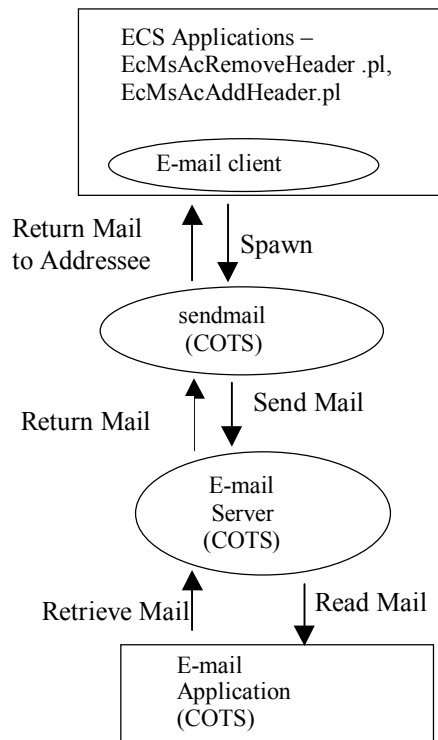 ECS Applications –
EcMsAcRemoveHeader .pl,
EcMsAcAddHeader.pl
E-mail client
Return Mail
to Addressee
Spawn
sendmail
(COTS)
Return Mail
Send Mail
E-mail
Server
(COTS)
Retrieve Mail
Read Mail
E-mail
Application
(COTS)